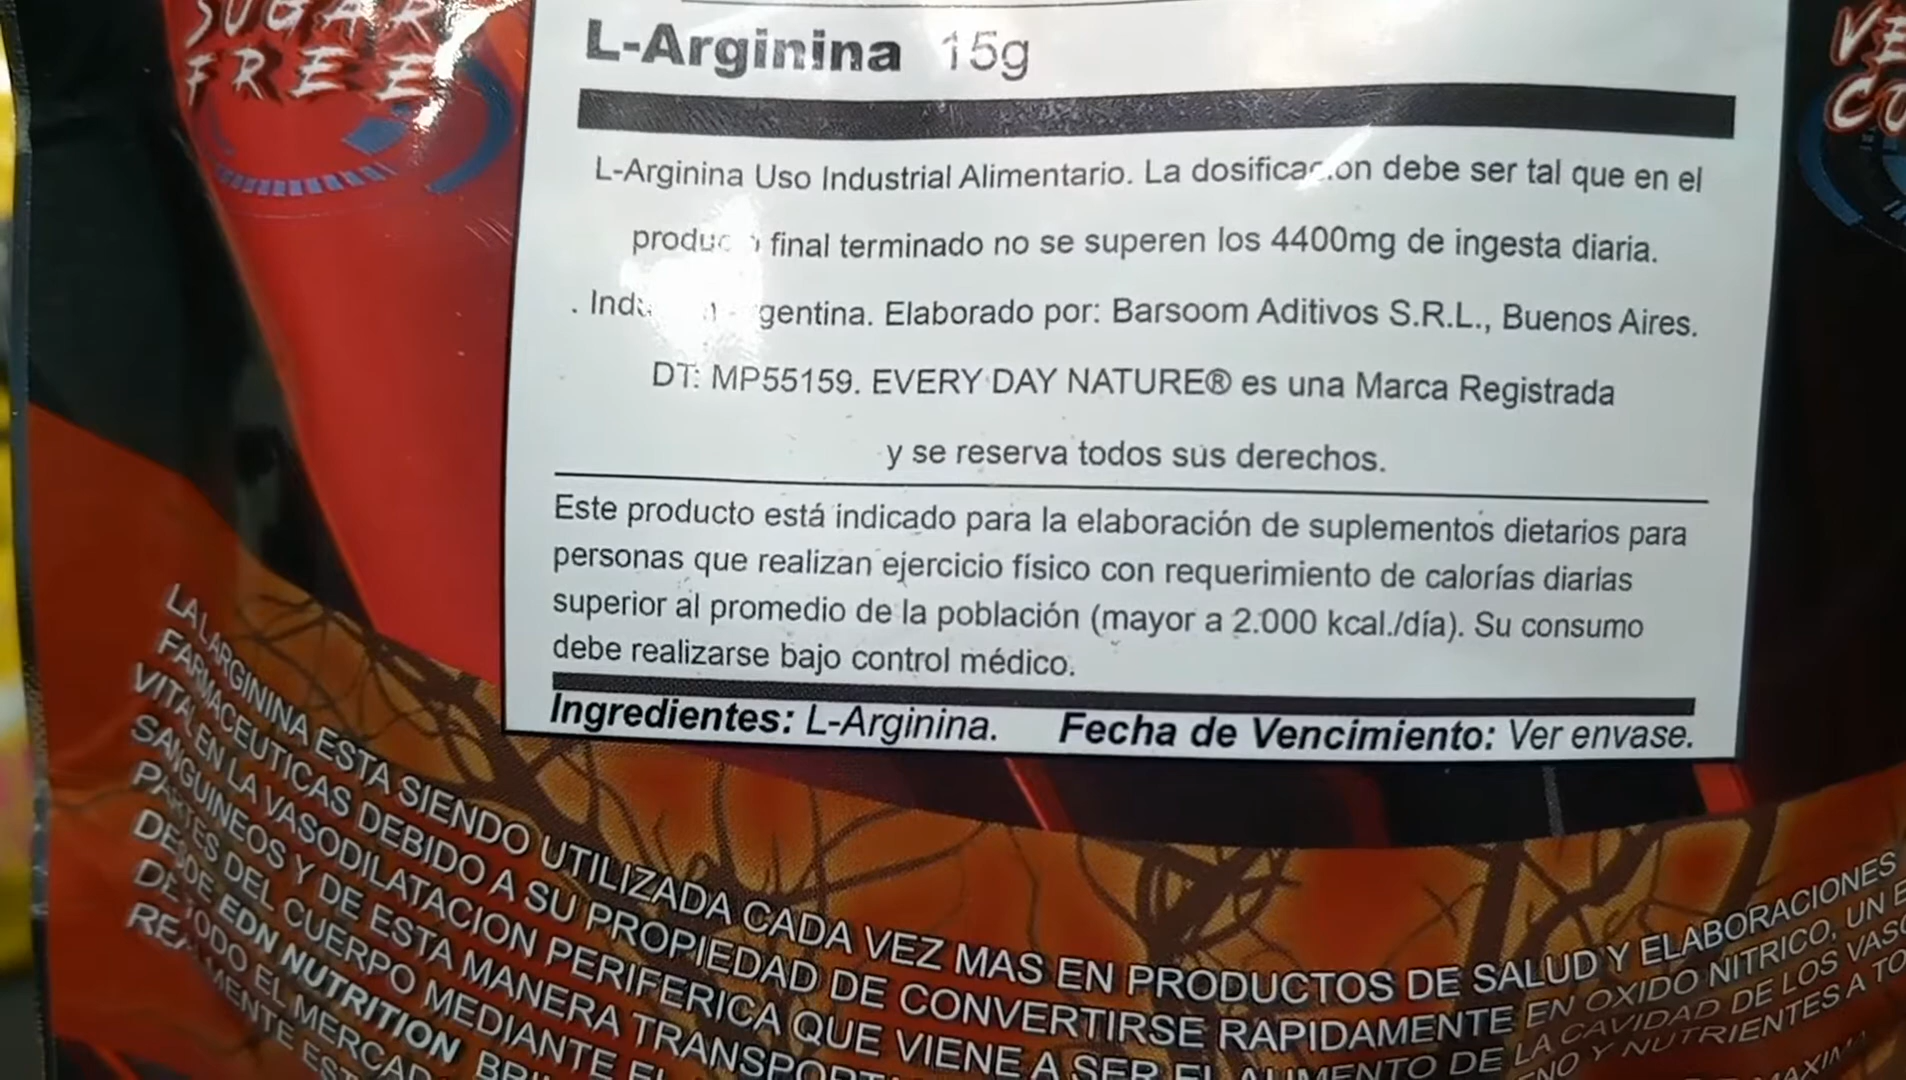 SUGAR
FREE
L-Arginina 15g
L-Arginina Uso Industrial Alimentario. La dosificacion debe ser tal que en el
final terminado no se superen los 4400mg de ingesta diaria.
. Elaborado por: Barsoom Aditivos S.R.L., Buenos Aires.
DT: MP55159. EVERY DAY NATURE® es una Marca Registrada
y se reserva todos sus derechos.
Este producto está indicado para la elaboración de suplementos dietarios para
personas que realizan ejercicio físico con requerimiento de calorías diarias
superior al promedio de la población (mayor a 2.000 kcal./día). Su consumo
debe realizarse bajo control médico.
Ingredientes: L-Arginina. Fecha de Vencimiento: Ver envase.
LA LARGININA ESTA SIENDO UTILIZADA CADA VEZ MAS EN PRODUCTOS DE SALUD Y ELABORACIONES
FARMACEUTICAS DEBIDO A SU PROPIEDAD DE CONVERTIRSE RAPIDAMENTE EN OXIDO NITRICO, UN
VITAL EN LA VASODILATACION PERIFERICA QUE VIENE A SER EL AUMENTO DE LA CAVIDAD DE LOS
SANGUINEOS Y DE ESTA MANERA Y NUTRIENTES A
PARTES DEL CUERPO MEDIANTE
DESDE EDN NUTRITION
DE TODO EL